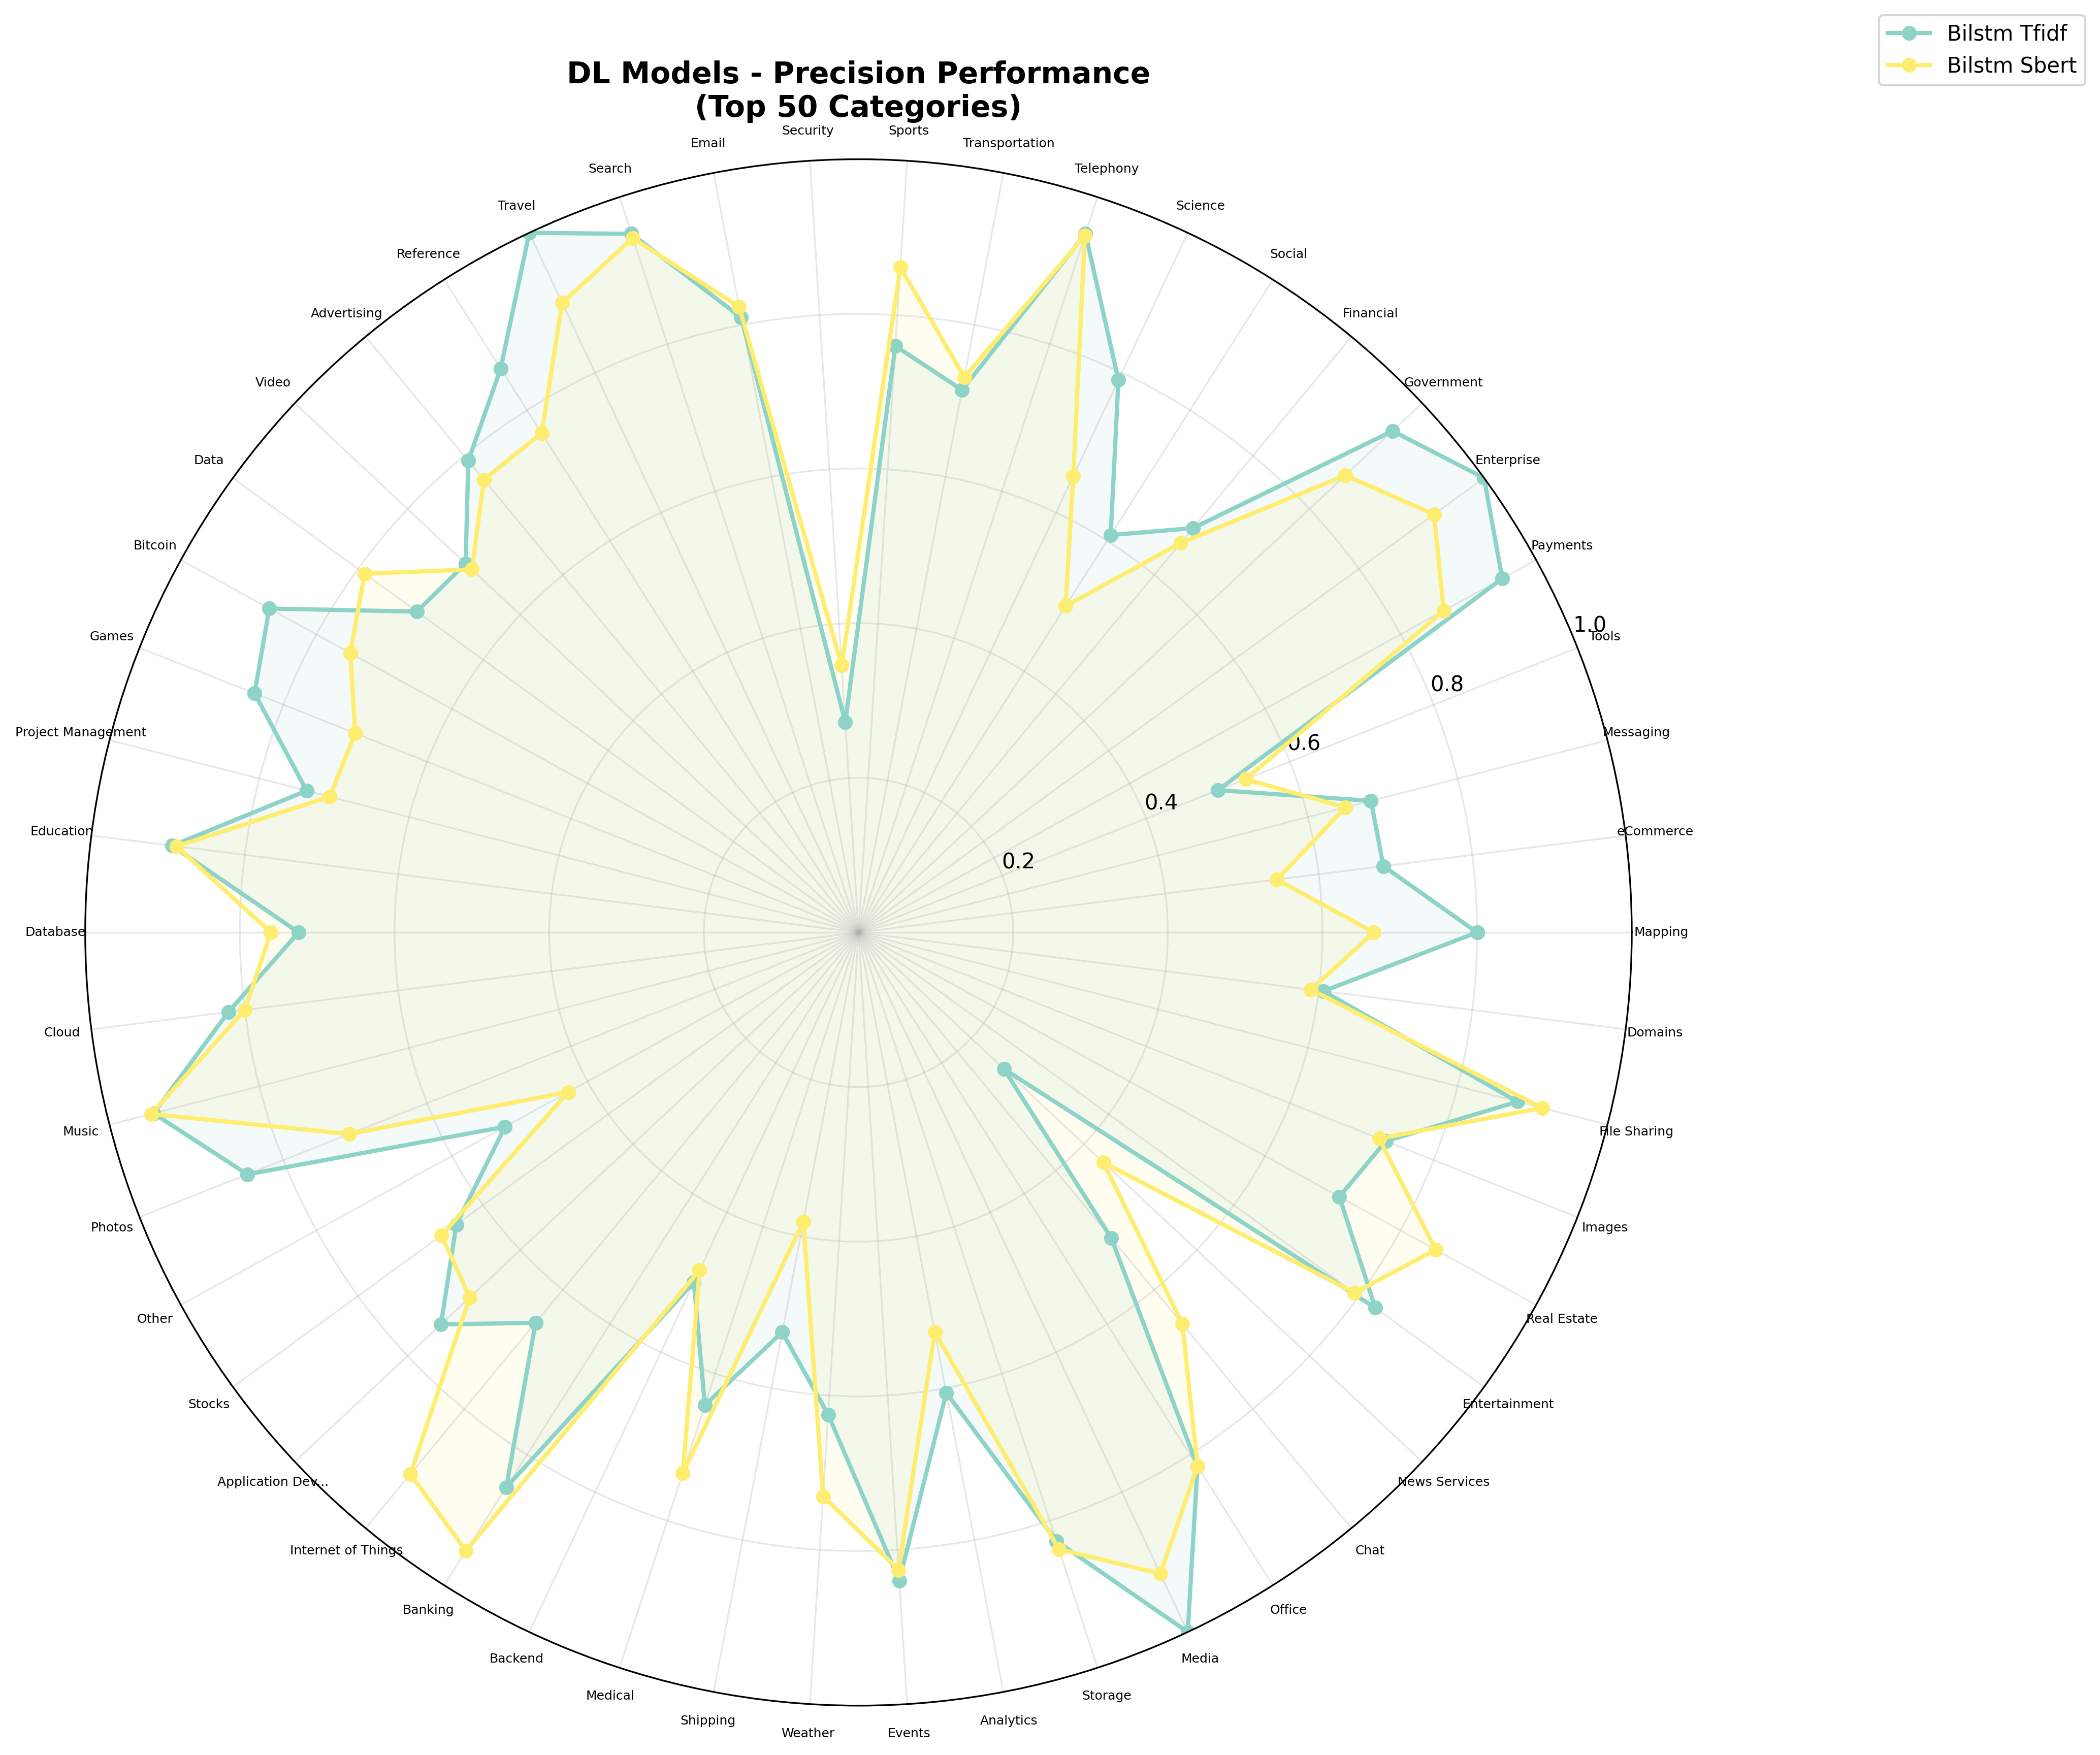 Bilstm Tfidf
Bilstm Sbert
DL Models - Precision Performance
(Top 50 Categories)
Mapping
eCommerce
Messaging
Tools
Payments
Enterprise
Government
Financial
Social
Science
Telephony
Transportation
Sports
Security
Email
Search
Travel
Reference
Advertising
Video
Data
Bitcoin
Games
Project Management
Education
Database
Cloud
Music
Photos
Other
Stocks
Application Dev...
Internet of Things
Banking
Backend
Medical
Shipping
Weather
Events
Analytics
Storage
Media
Office
Chat
News Services
Entertainment
Real Estate
Images
File Sharing
Domains
0.2
0.4
0.6
0.8
1.0